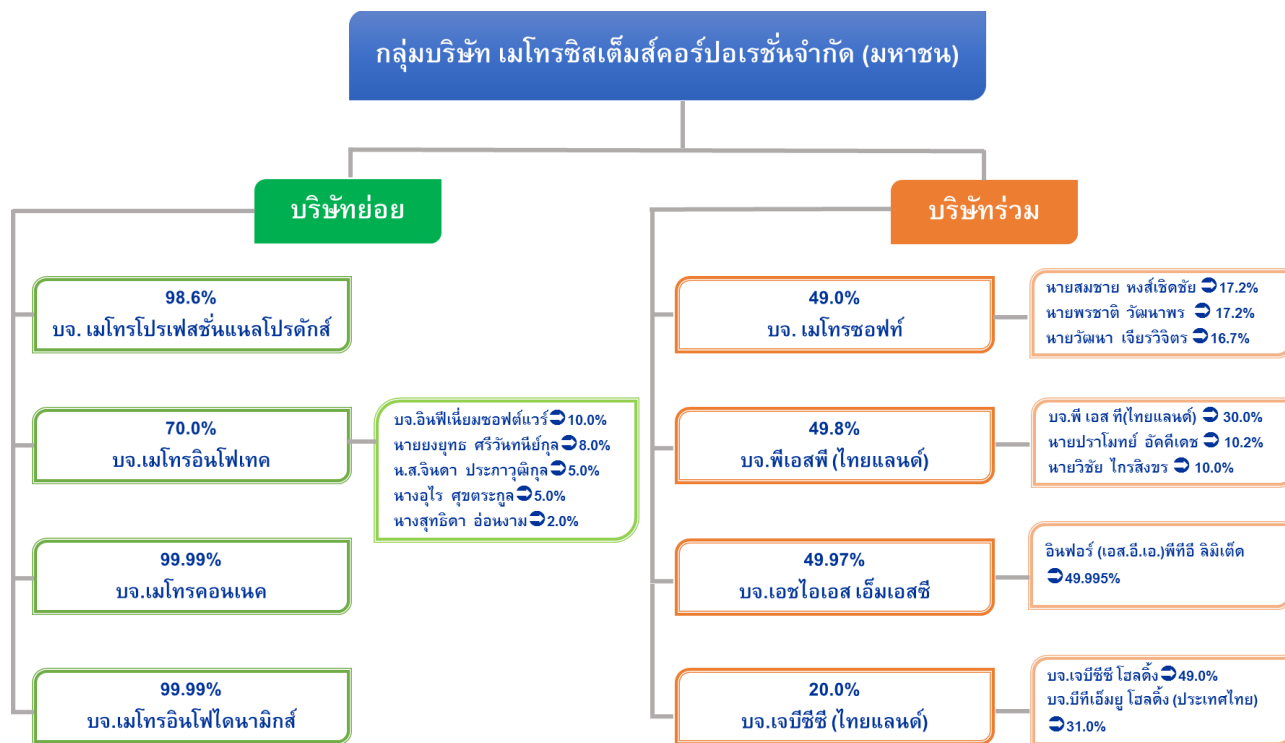 กลุ่มบริษัท เมโทรซิสเต็มส์คอร์ปอเรชั่นจำกัด (มหาชน)
บริษัทย่อย
98.6%
บจ. เมโทรโปรเฟสชั่นแนลโปรดักส์
70.0%
บจ.เมโทรอินโฟเทค
บจ.อินฟีเนี่ยมซอฟต์แวร์➲10.0%
นายยงยุทธ ศรีวันทนีย์กุล➲8.0%
น.ส.จินดา ประภาวุฒิกุล➲5.0%
นางอุไร ศุขตระกูล➲5.0%
นางสุทธิดา อ่อนงาม➲2.0%
99.99%
บจ.เมโทรคอนเนค
99.99%
บจ.เมโทรอินโฟไดนามิกส์
บริษัทร่วม
49.0%
บจ. เมโทรซอฟท์
นายสมชาย หงส์เชิดชัย ➲17.2%
นายพรชาติ วัฒนาพร ➲ 17.2%
นายวัฒนา เจียรวิจิตร ➲16.7%
49.8%
บจ.พีเอสพี (ไทยแลนด์)
บจ.พี เอส ที(ไทยแลนด์) ➲ 30.0%
นายปราโมทย์ อัคคีเดช ➲ 10.2%
นายวิชัย ไกรสิงขร ➲ 10.0%
49.97%
บจ.เอชไอเอส เอ็มเอสซี
อินฟอร์ (เอส.อี.เอ.)พีทีอี ลิมิเต็ด
➲49.995%
20.0%
บจ.เจบีซีซี (ไทยแลนด์)
บจ.เจบีซีซี โฮลดิ้ง➲49.0%
บจ.บีทีเอ็มยู โฮลดิ้ง (ประเทศไทย)
➲31.0%